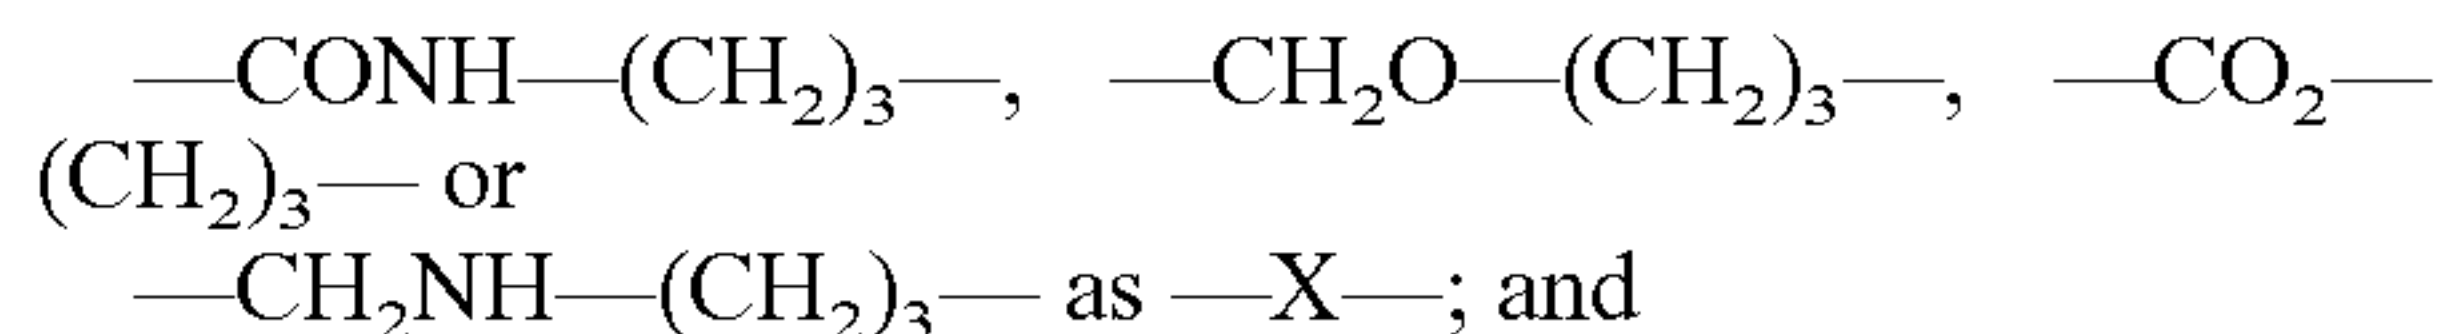 —CONH—(CH₂)₃—, —CH₂O—(CH₂)₃—, —CO₂—
(CH₂)₃— or
—CH₂NH—(CH₂)₃— as —X—; and